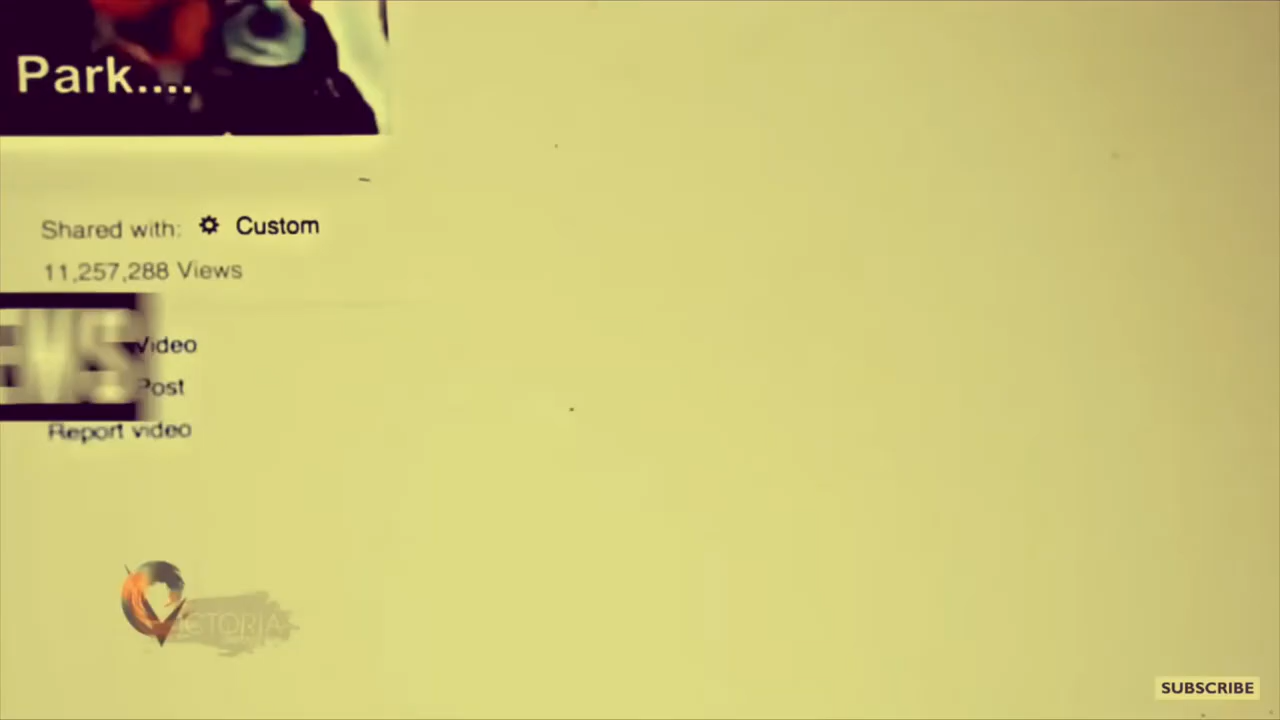 Park....
Shared with: Custom
11,257,288 Views
Video
Post
Report video
SUBSCRIBE